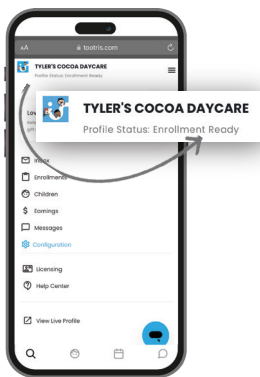 AA
tootris.com
TYLER'S COCOA DAYCARE
Profile Status: Enrollment Ready
TYLER'S COCOA DAYCARE
Profile Status: Enrollment Ready
Inbox
Enrollments
Children
$ Earnings
Messages
Configuration
Licensing
Help Center
View Live Profile